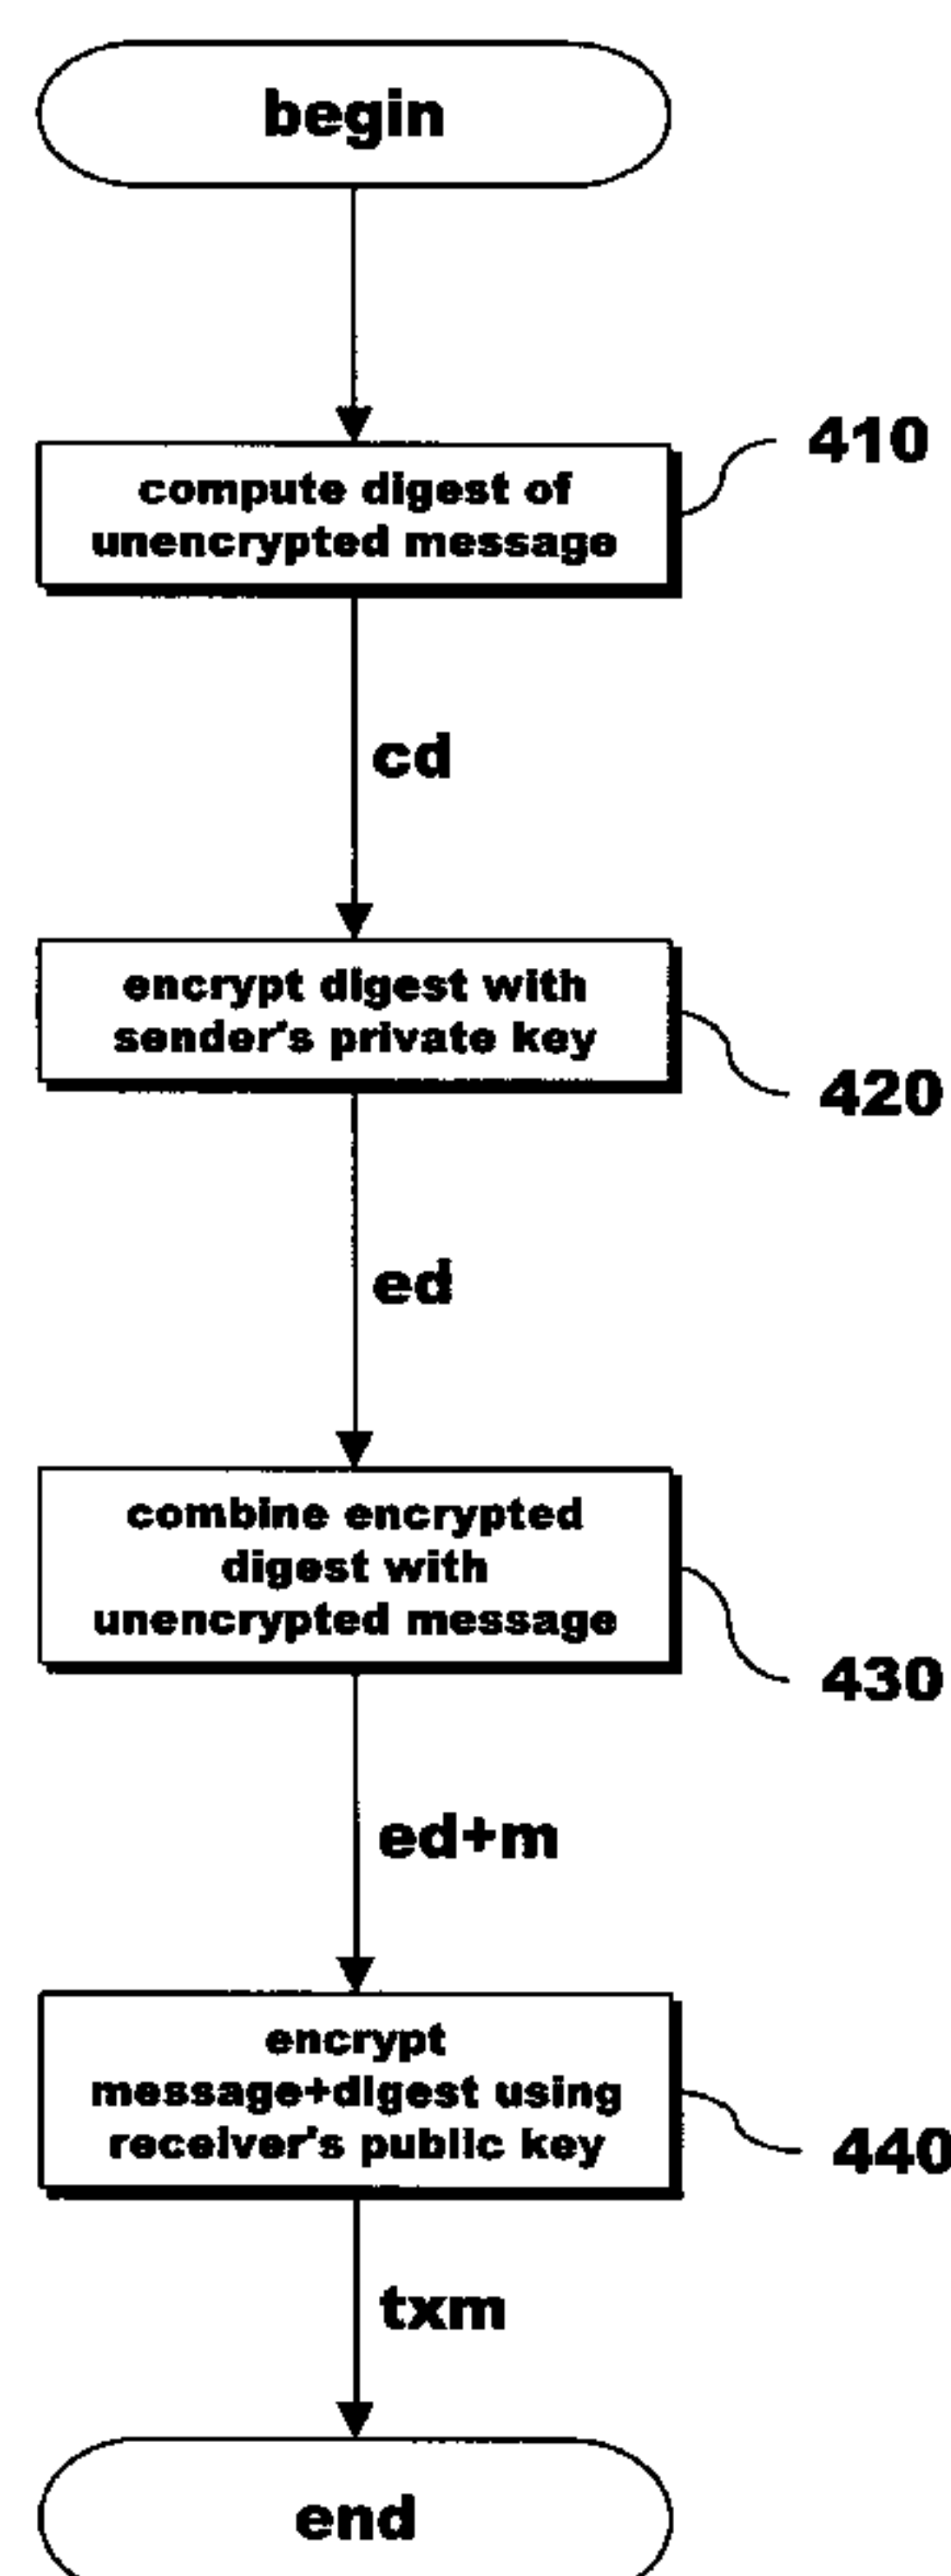 begin
410
compute digest of
unencrypted message
cd
encrypt digest with
sender's private key
420
ed
combine encrypted
digest with
unencrypted message
430
ed+m
encrypt
message+digest using
receiver's public key
440
txm
end